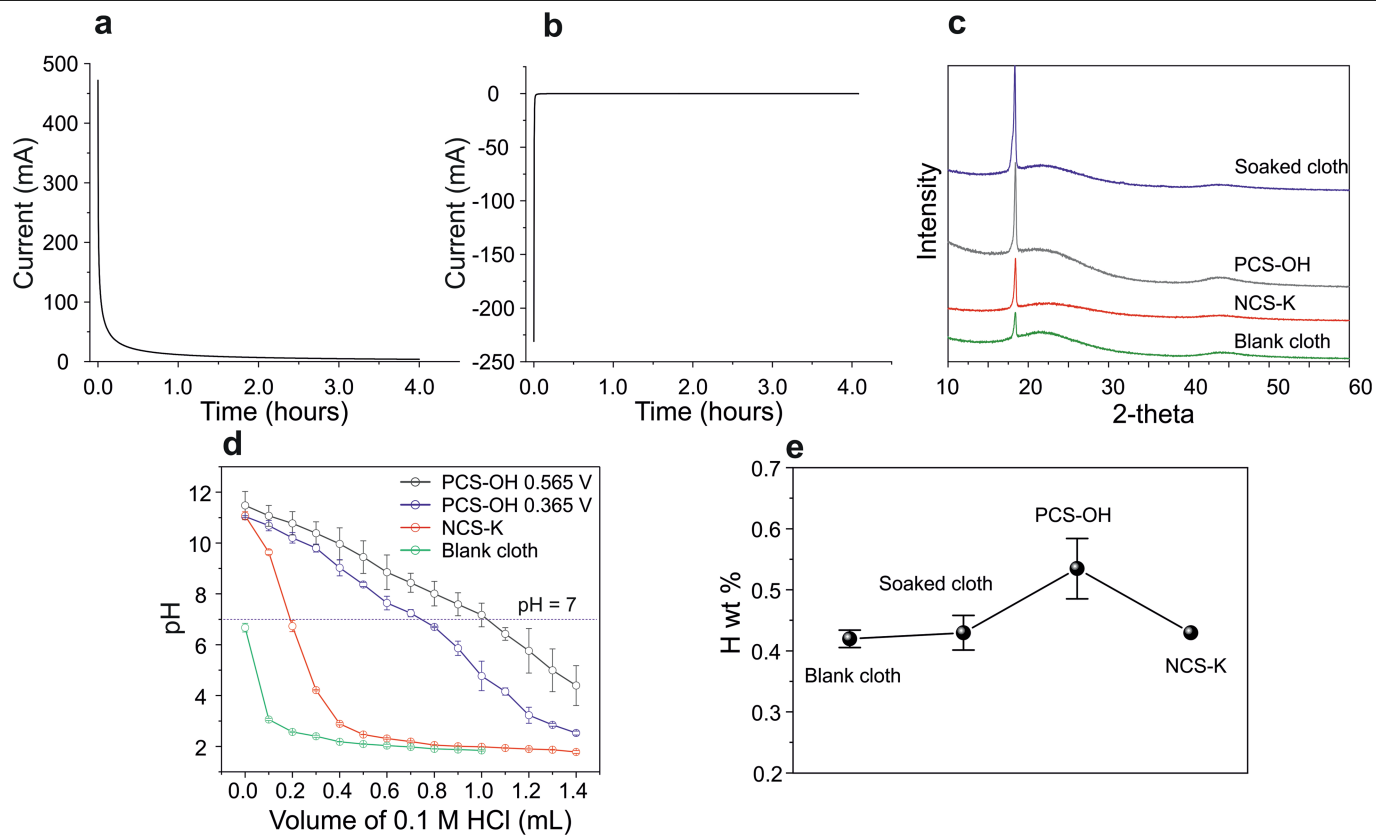 a
500
400
300
200
100
0
Current (mA)
0.0 1.0 2.0 3.0 4.0
Time (hours)
b
0
-50
-100
-150
-200
-250
Current (mA)
0.0 1.0 2.0 3.0 4.0
Time (hours)
c
Intensity
Soaked cloth
PCS-OH
NCS-K
Blank cloth
10 20 30 40 50 60
2-theta
d
12
10
8
6
4
2
pH
PCS-OH 0.565 V
PCS-OH 0.365 V
NCS-K
Blank cloth
pH = 7
0.0 0.2 0.4 0.6 0.8 1.0 1.2 1.4
Volume of 0.1 M HCl (mL)
e
0.7
0.6
0.5
0.4
0.3
0.2
H wt %
PCS-OH
Soaked cloth
Blank cloth
NCS-K